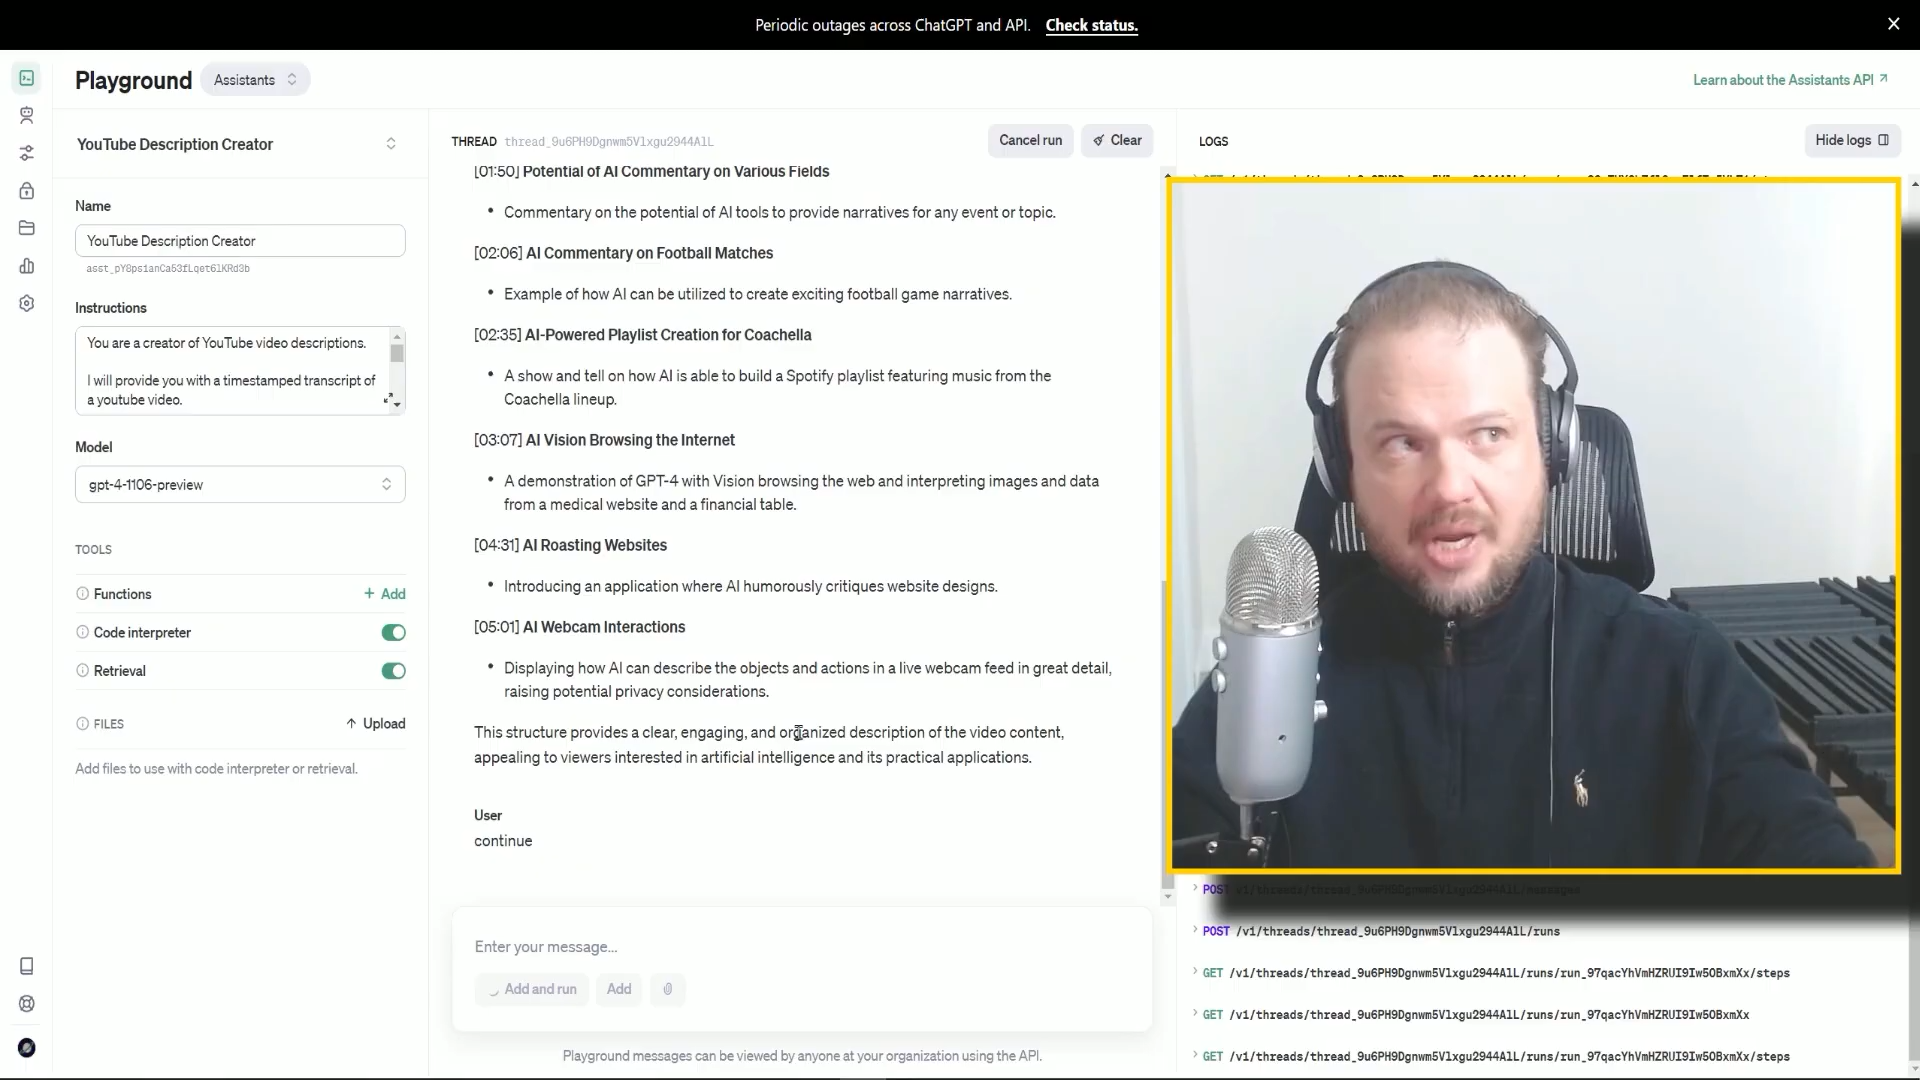 Periodic outages across ChatGPT and API. Check status.
Playground
Assistants
Learn about the Assistants API
YouTube Description Creator
Name
YouTube Description Creator
asst_pY8psianCa53fLqet6lKRd3b
Instructions
You are a creator of YouTube video descriptions.
I will provide you with a timestamped transcript of
a youtube video.
Model
gpt-4-1106-preview
TOOLS
Functions
+ Add
Code interpreter
Retrieval
FILES
Upload
Add files to use with code interpreter or retrieval.
THREAD thread_9u6PH9Dgnwm5Vlxgu2944AlL
Cancel run
Clear
[01:50] Potential of AI Commentary on Various Fields
• Commentary on the potential of AI tools to provide narratives for any event or topic.
[02:06] AI Commentary on Football Matches
• Example of how AI can be utilized to create exciting football game narratives.
[02:35] AI-Powered Playlist Creation for Coachella
• A show and tell on how AI is able to build a Spotify playlist featuring music from the
Coachella lineup.
[03:07] AI Vision Browsing the Internet
• A demonstration of GPT-4 with Vision browsing the web and interpreting images and data
from a medical website and a financial table.
[04:31] AI Roasting Websites
• Introducing an application where AI humorously critiques website designs.
[05:01] AI Webcam Interactions
• Displaying how AI can describe the objects and actions in a live webcam feed in great detail,
raising potential privacy considerations.
This structure provides a clear, engaging, and organized description of the video content,
appealing to viewers interested in artificial intelligence and its practical applications.
User
continue
Enter your message...
Add and run
Add
Playground messages can be viewed by anyone at your organization using the API.
LOGS
Hide logs
POST v1/threads/thread_9u6PH9Dgnwm5Vlxgu2944AlL/messages
POST /v1/threads/thread_9u6PH9Dgnwm5Vlxgu2944AlL/runs
GET /v1/threads/thread_9u6PH9Dgnwm5Vlxgu2944AlL/runs/run_97qacYhVmHZRUI9Iw5OBxmXx/steps
GET /v1/threads/thread_9u6PH9Dgnwm5Vlxgu2944AlL/runs/run_97qacYhVmHZRUI9Iw5OBxmXx
GET /v1/threads/thread_9u6PH9Dgnwm5Vlxgu2944AlL/runs/run_97qacYhVmHZRUI9Iw5OBxmXx/steps